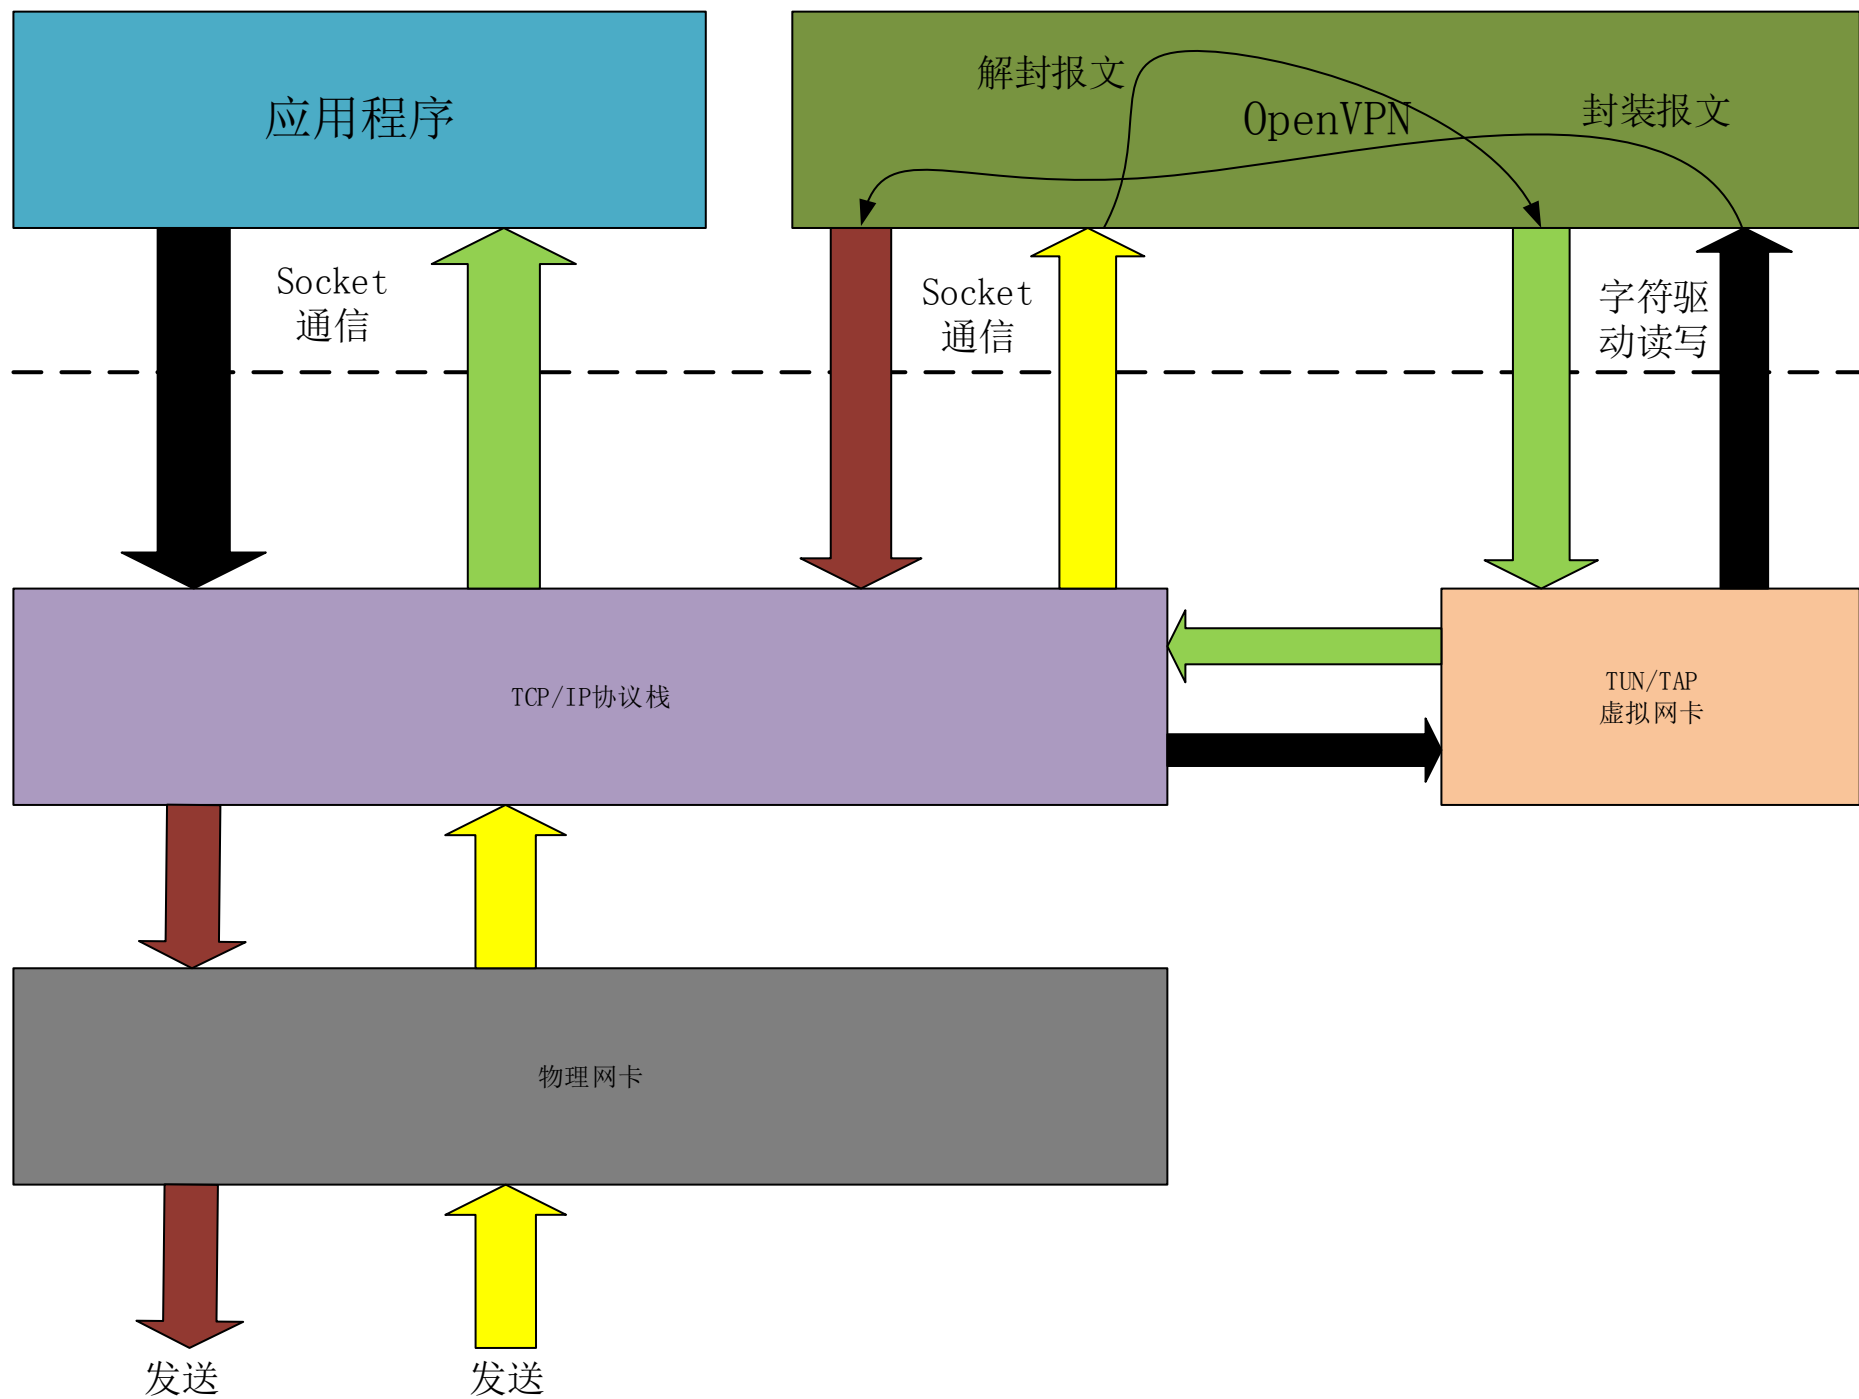 应用程序
解封报文
OpenVPN
封装报文
Socket
通信
Socket
通信
字符驱
动读写
TCP/IP协议栈
TUN/TAP
虚拟网卡
物理网卡
发送
发送